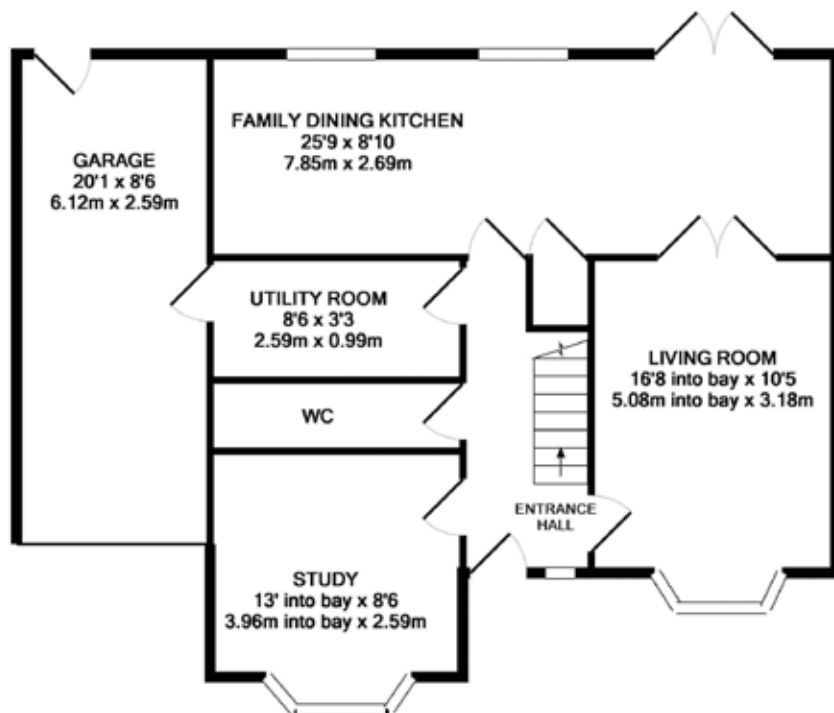 FAMILY DINING KITCHEN
25'9 x 8'10
7.85m x 2.69m
GARAGE
20'1 x 8'6
6.12m x 2.59m
UTILITY ROOM
8'6 x 3'3
2.59m x 0.99m
LIVING ROOM
16'8 into bay x 10'5
5.08m into bay x 3.18m
WC
ENTRANCE
HALL
STUDY
13' into bay x 8'6
3.96m into bay x 2.59m